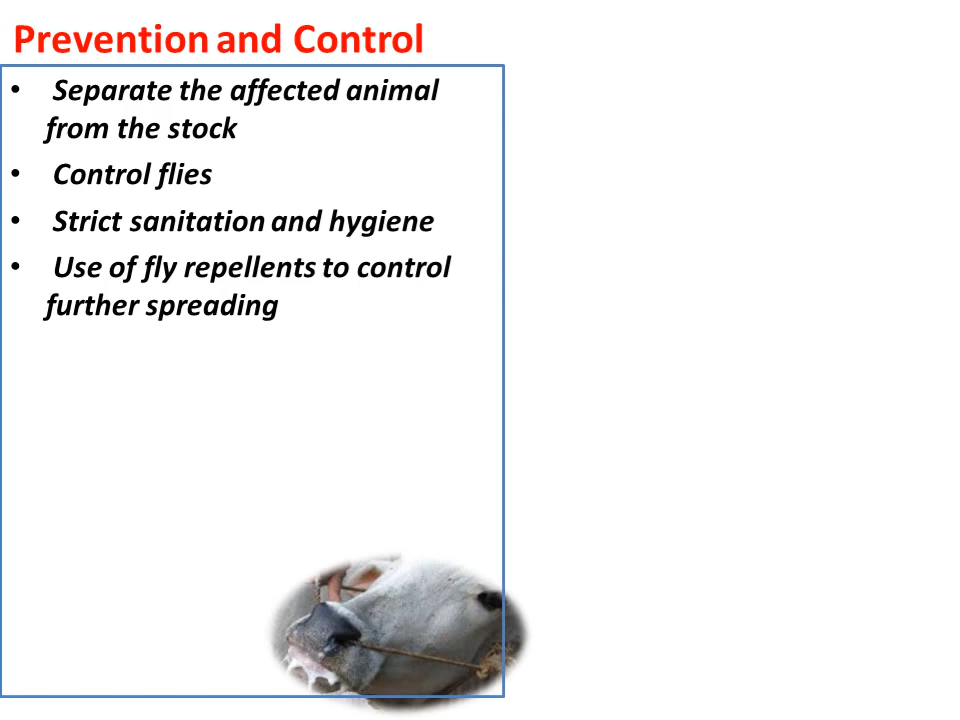 Prevention and Control
• Separate the affected animal
from the stock
• Control flies
• Strict sanitation and hygiene
• Use of fly repellents to control
further spreading